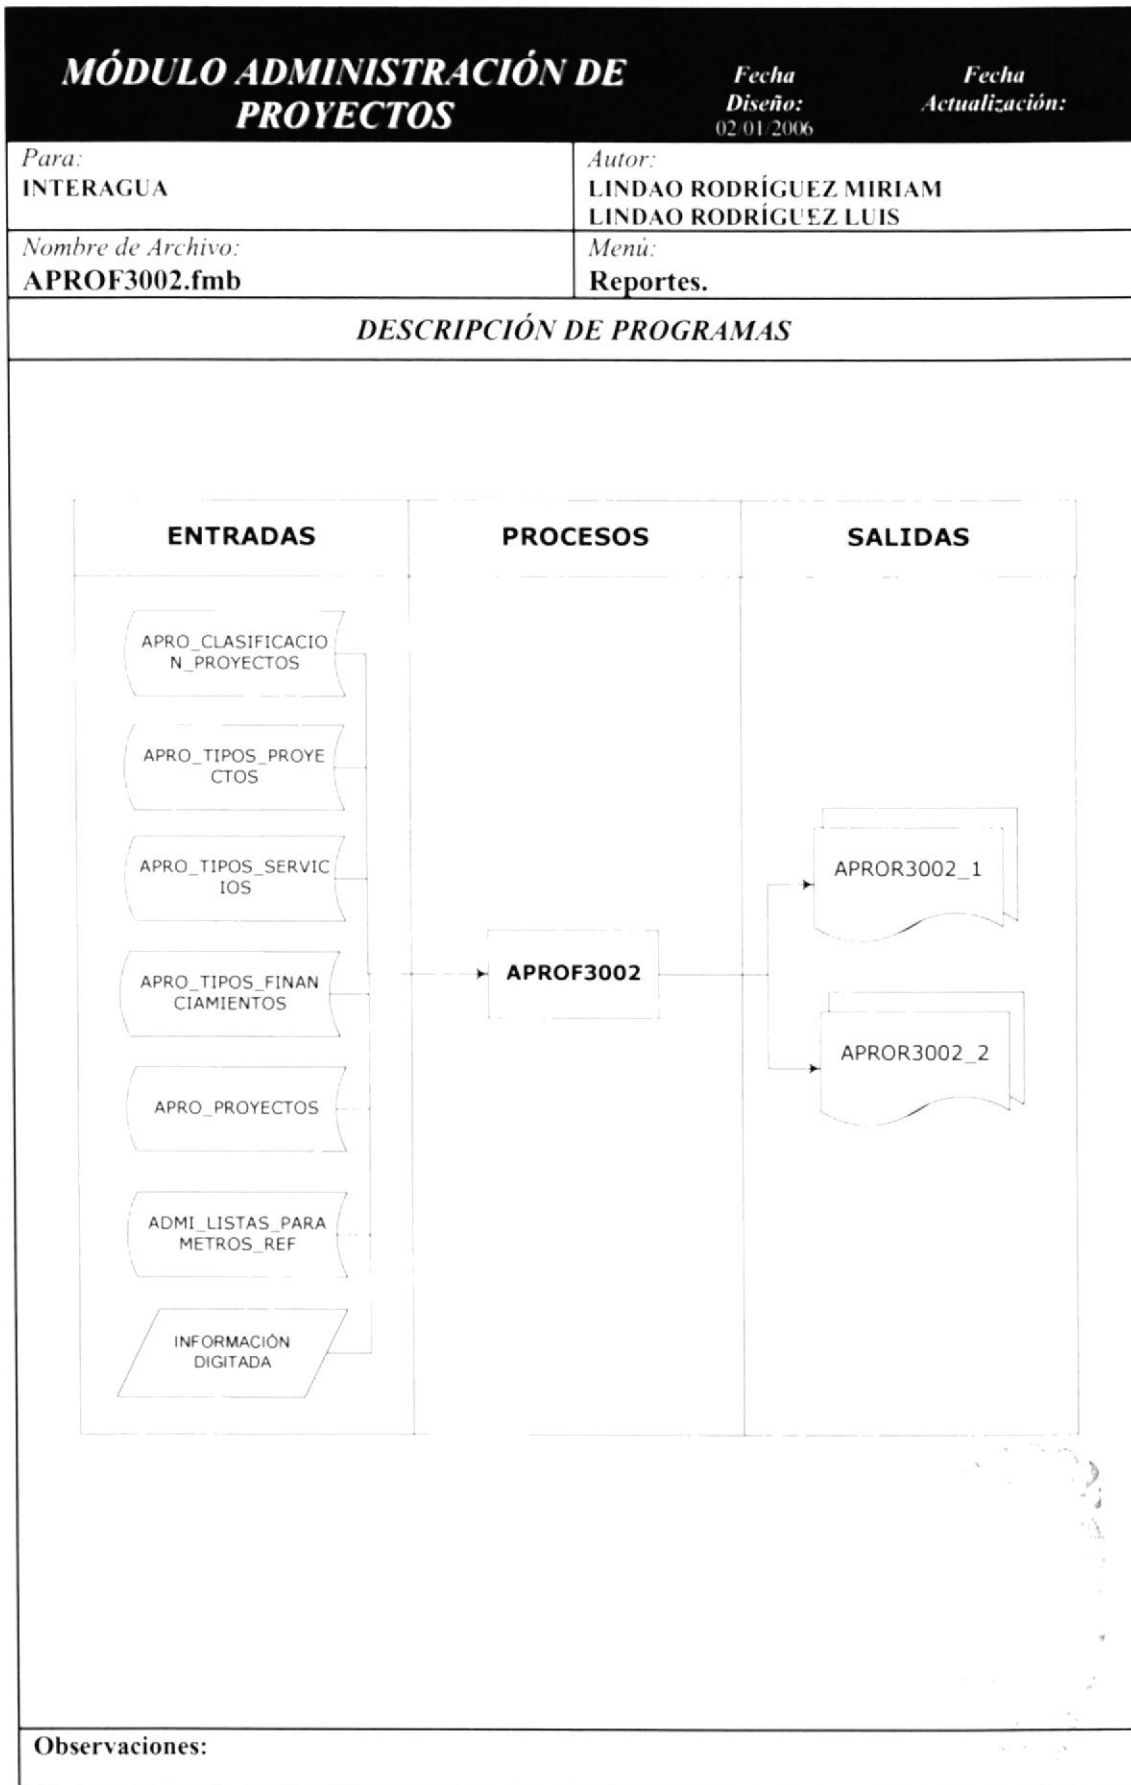 MÓDULO ADMINISTRACIÓN DE
PROYECTOS
Fecha
Diseño:
02/01/2006
Fecha
Actualización:
Para:
INTERAGUA
Autor:
LINDAO RODRÍGUEZ MIRIAM
LINDAO RODRÍGUEZ LUIS
Nombre de Archivo:
APROF3002.fmb
Menú:
Reportes.
DESCRIPCIÓN DE PROGRAMAS
ENTRADAS
PROCESOS
SALIDAS
APRO_CLASIFICACIO
N_PROYECTOS
APRO_TIPOS_PROYE
CTOS
APRO_TIPOS_SERVIC
IOS
APRO_TIPOS_FINAN
CIAMIENTOS
APRO_PROYECTOS
ADMI_LISTAS_PARA
METROS_REF
INFORMACIÓN
DIGITADA
APROF3002
APROR3002_1
APROR3002_2
Observaciones: